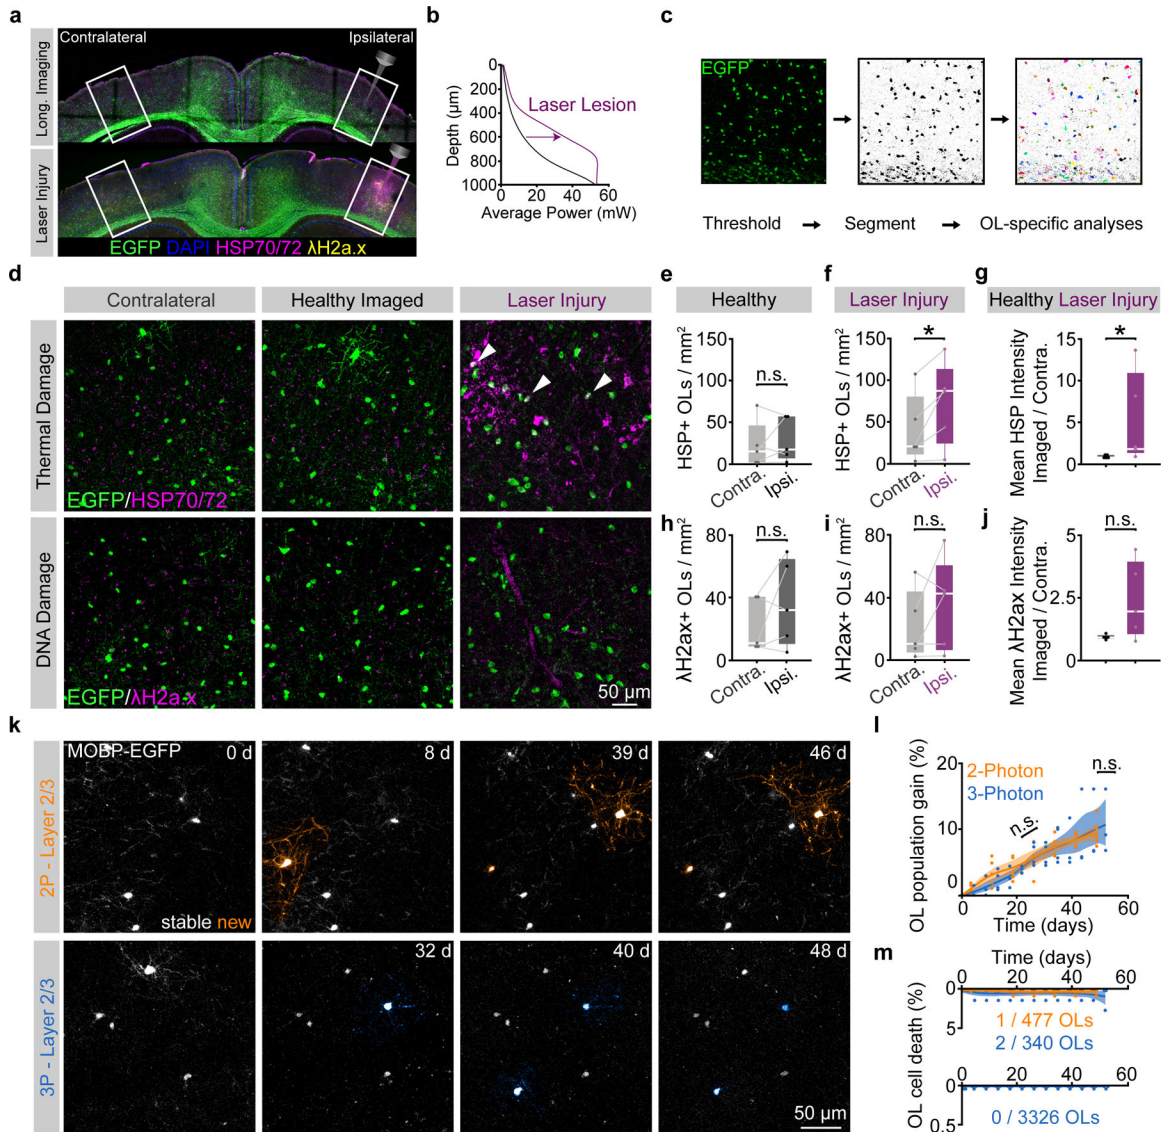 a
Contralateral
Ipsilateral
Long. Imaging
Laser Injury
EGFP DAPI HSP70/72 λH2a.x
b
Laser Lesion
Depth (µm)
0
200
400
600
800
1000
0 20 40 60
Average Power (mW)
c
EGFP
Threshold Segment OL-specific analyses
d
Contralateral
Healthy Imaged
Laser Injury
Thermal Damage
EGFP/HSP70/72
DNA Damage
EGFP/λH2a.x
50 µm
e
Healthy
HSP+ OLs / mm²
150
100
50
0
n.s.
Contra.
Ipsi.
f
Laser Injury
HSP+ OLs / mm²
150
100
50
0
*
Contra.
Ipsi.
g
Healthy Laser Injury
Mean HSP Intensity
Imaged / Contra.
15
10
5
0
*
h
λH2ax+ OLs / mm²
80
40
0
n.s.
Contra.
Ipsi.
i
λH2ax+ OLs / mm²
80
40
0
n.s.
Contra.
Ipsi.
j
Mean λH2ax Intensity
Imaged / Contra.
5
2.5
0
n.s.
k
2P - Layer 2/3
MOBP-EGFP
0 d
8 d
39 d
46 d
stable new
3P - Layer 2/3
32 d
40 d
48 d
50 µm
l
OL population gain (%)
20
10
0
2-Photon
3-Photon
n.s.
n.s.
0 20 40 60
Time (days)
m
Time (days)
0 20 40 60
OL cell death (%)
0
5
1 / 477 OLs
2 / 340 OLs
0
0.5
0 / 3326 OLs